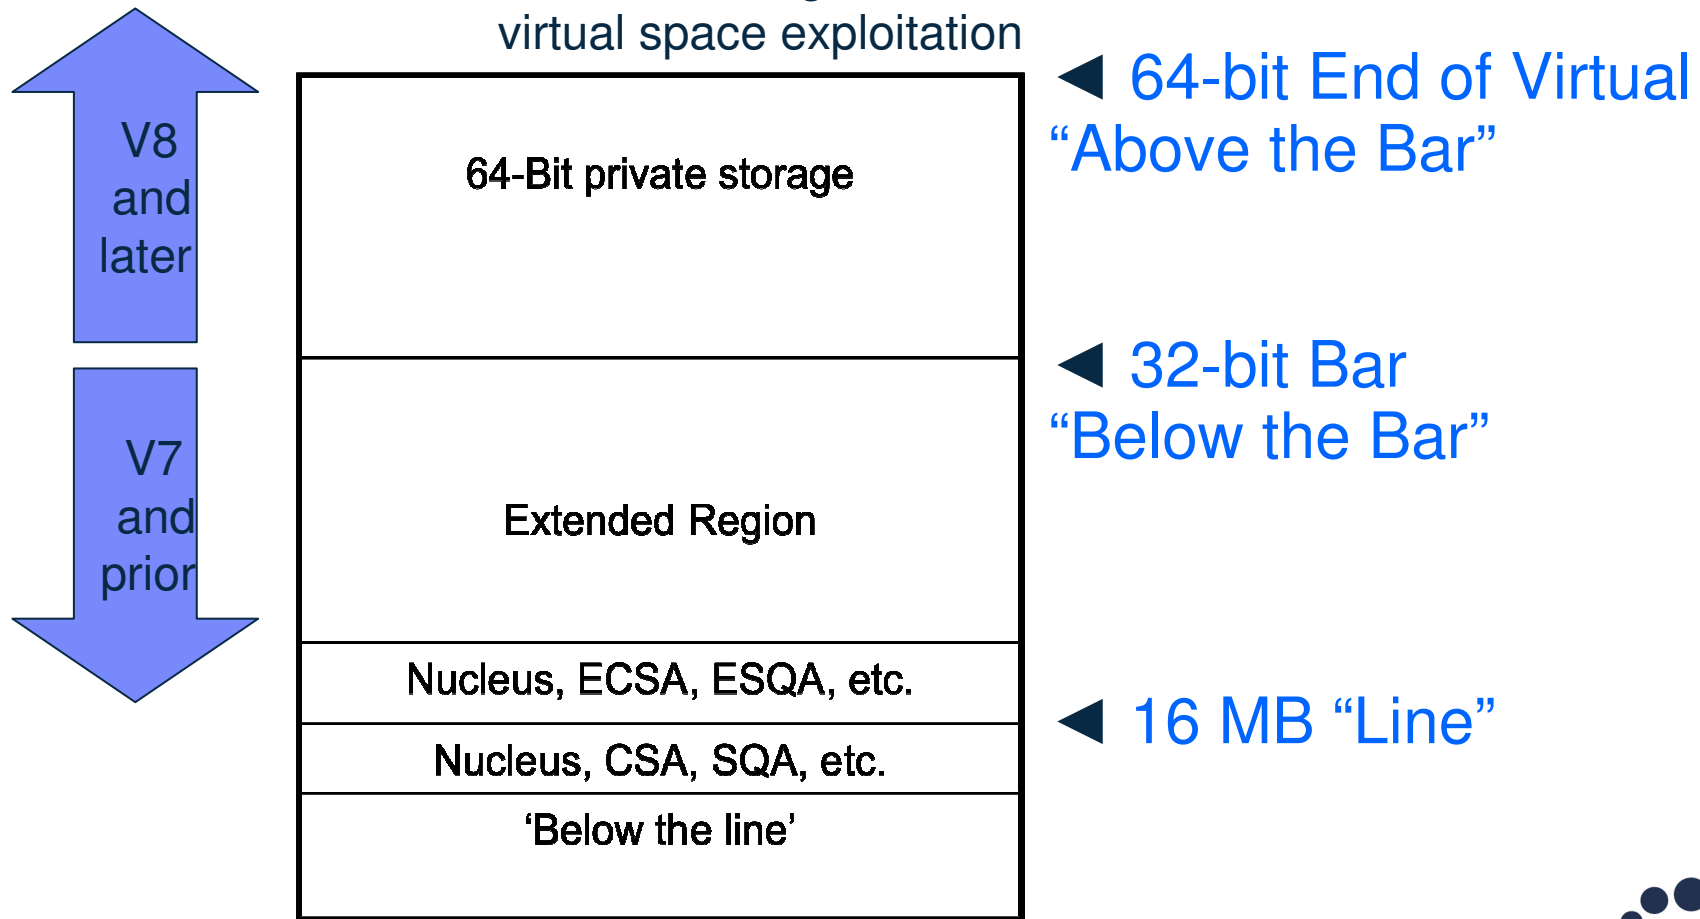 virtual space exploitation
V8
and
later
V7
and
prior
64-Bit private storage
Extended Region
Nucleus, ECSA, ESQA, etc.
Nucleus, CSA, SQA, etc.
‘Below the line’
◄ 64-bit End of Virtual
“Above the Bar”
◄ 32-bit Bar
“Below the Bar”
◄ 16 MB “Line”